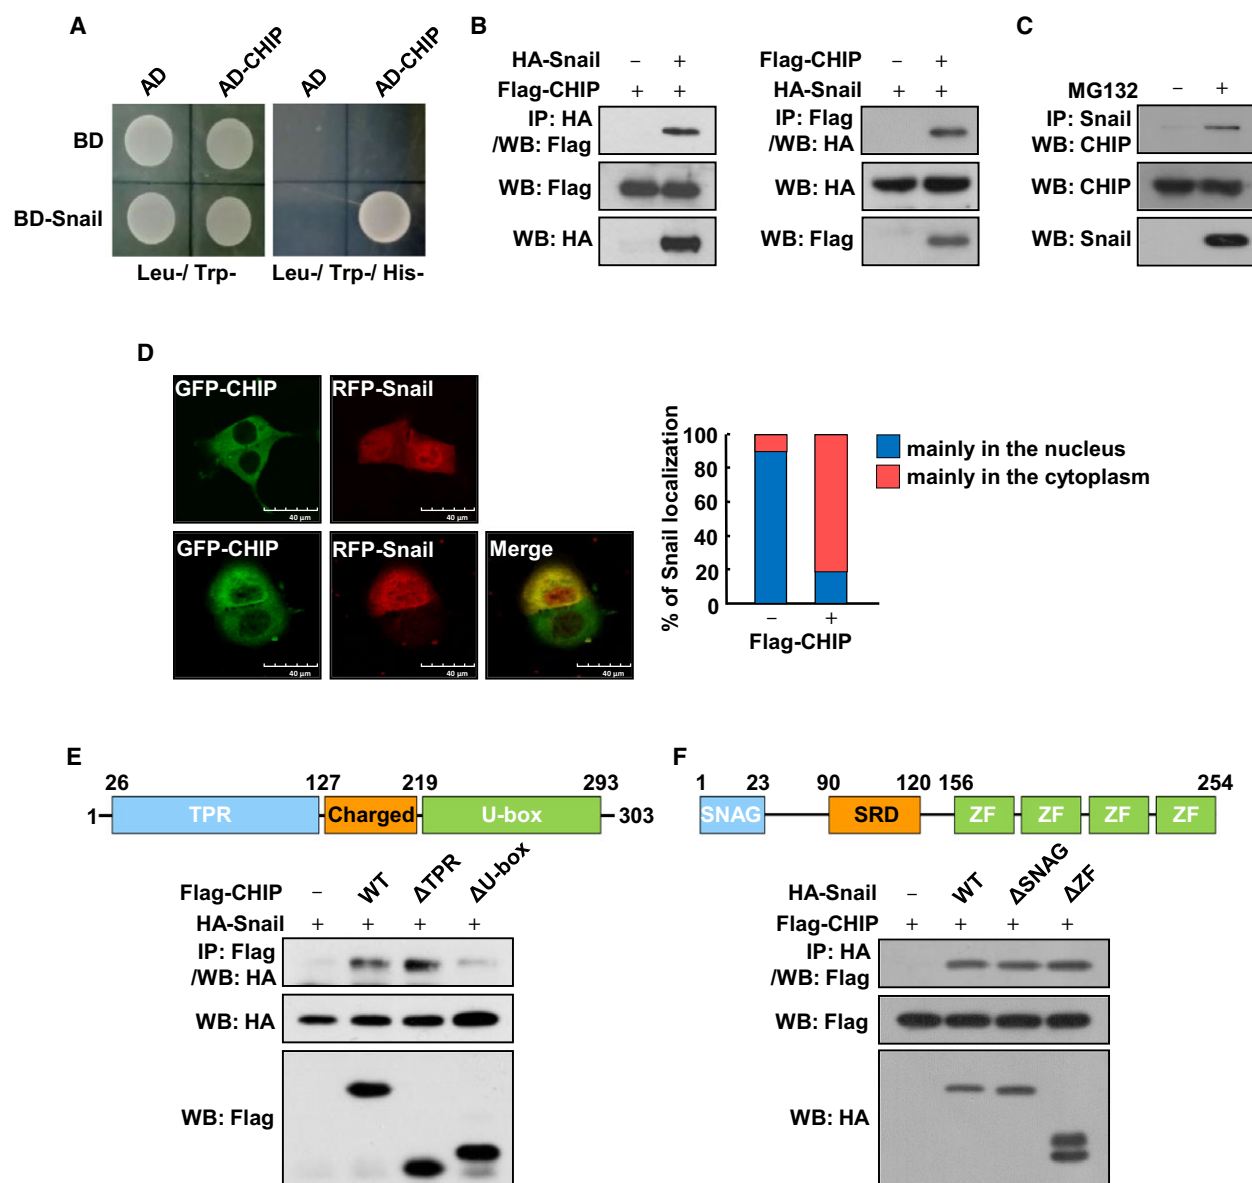 A
AD
AD-CHIP
AD
AD-CHIP
BD
BD-Snail
Leu-/ Trp-
Leu-/ Trp-/ His-
B
HA-Snail – +
Flag-CHIP + +
IP: HA
/WB: Flag
WB: Flag
WB: HA
Flag-CHIP – +
HA-Snail + +
IP: Flag
/WB: HA
WB: HA
WB: Flag
C
MG132 – +
IP: Snail
WB: CHIP
WB: CHIP
WB: Snail
D
GFP-CHIP
40 µm
RFP-Snail
40 µm
GFP-CHIP
40 µm
RFP-Snail
40 µm
Merge
40 µm
% of Snail localization
100
80
60
40
20
0
– +
Flag-CHIP
mainly in the nucleus
mainly in the cytoplasm
E
26 127 219 293
1 TPR Charged U-box 303
Flag-CHIP – WT ΔTPR ΔU-box
HA-Snail + + + +
IP: Flag
/WB: HA
WB: HA
WB: Flag
F
1 23 90 120 156 254
SNAG SRD ZF ZF ZF ZF
HA-Snail – WT ΔSNAG ΔZF
Flag-CHIP + + + +
IP: HA
/WB: Flag
WB: Flag
WB: HA